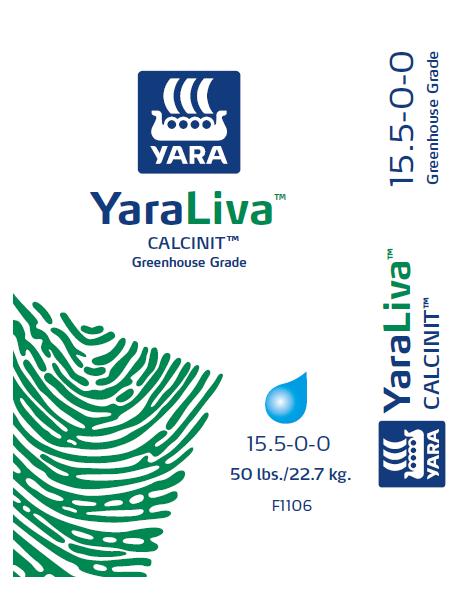 YARA
YaraLiva™
CALCINIT™
Greenhouse Grade
15.5-0-0
50 lbs./22.7 kg.
F1106
15.5-0-0
Greenhouse Grade
YaraLiva™
CALCINIT™
YARA